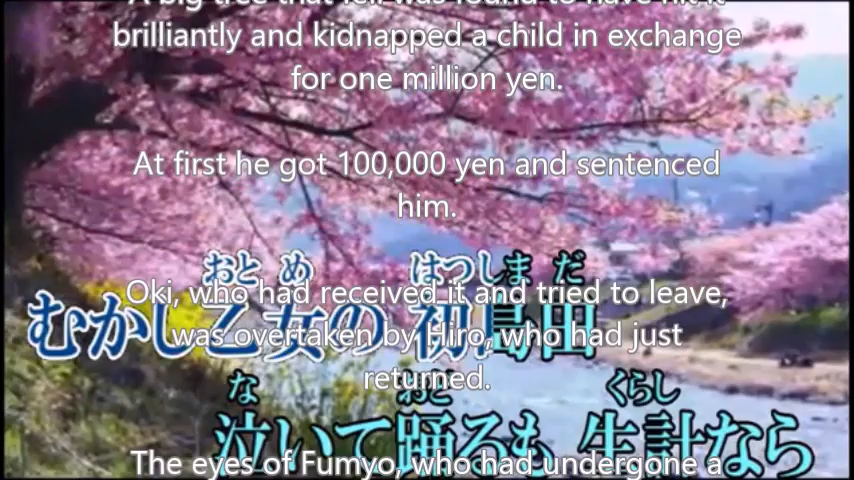 A big tree that fell was found to have hit it
brilliantly and kidnapped a child in exchange
for one million yen.
At first he got 100,000 yen and sentenced
him.
おとめ はつしまだ
Oki, who had received it and tried to leave,
むかし乙女の 初島田
was overtaken by Hiro, who had just
returned.
な おど くらし
泣いて踊るも 生計なら
The eyes of Fumyo, who had undergone a